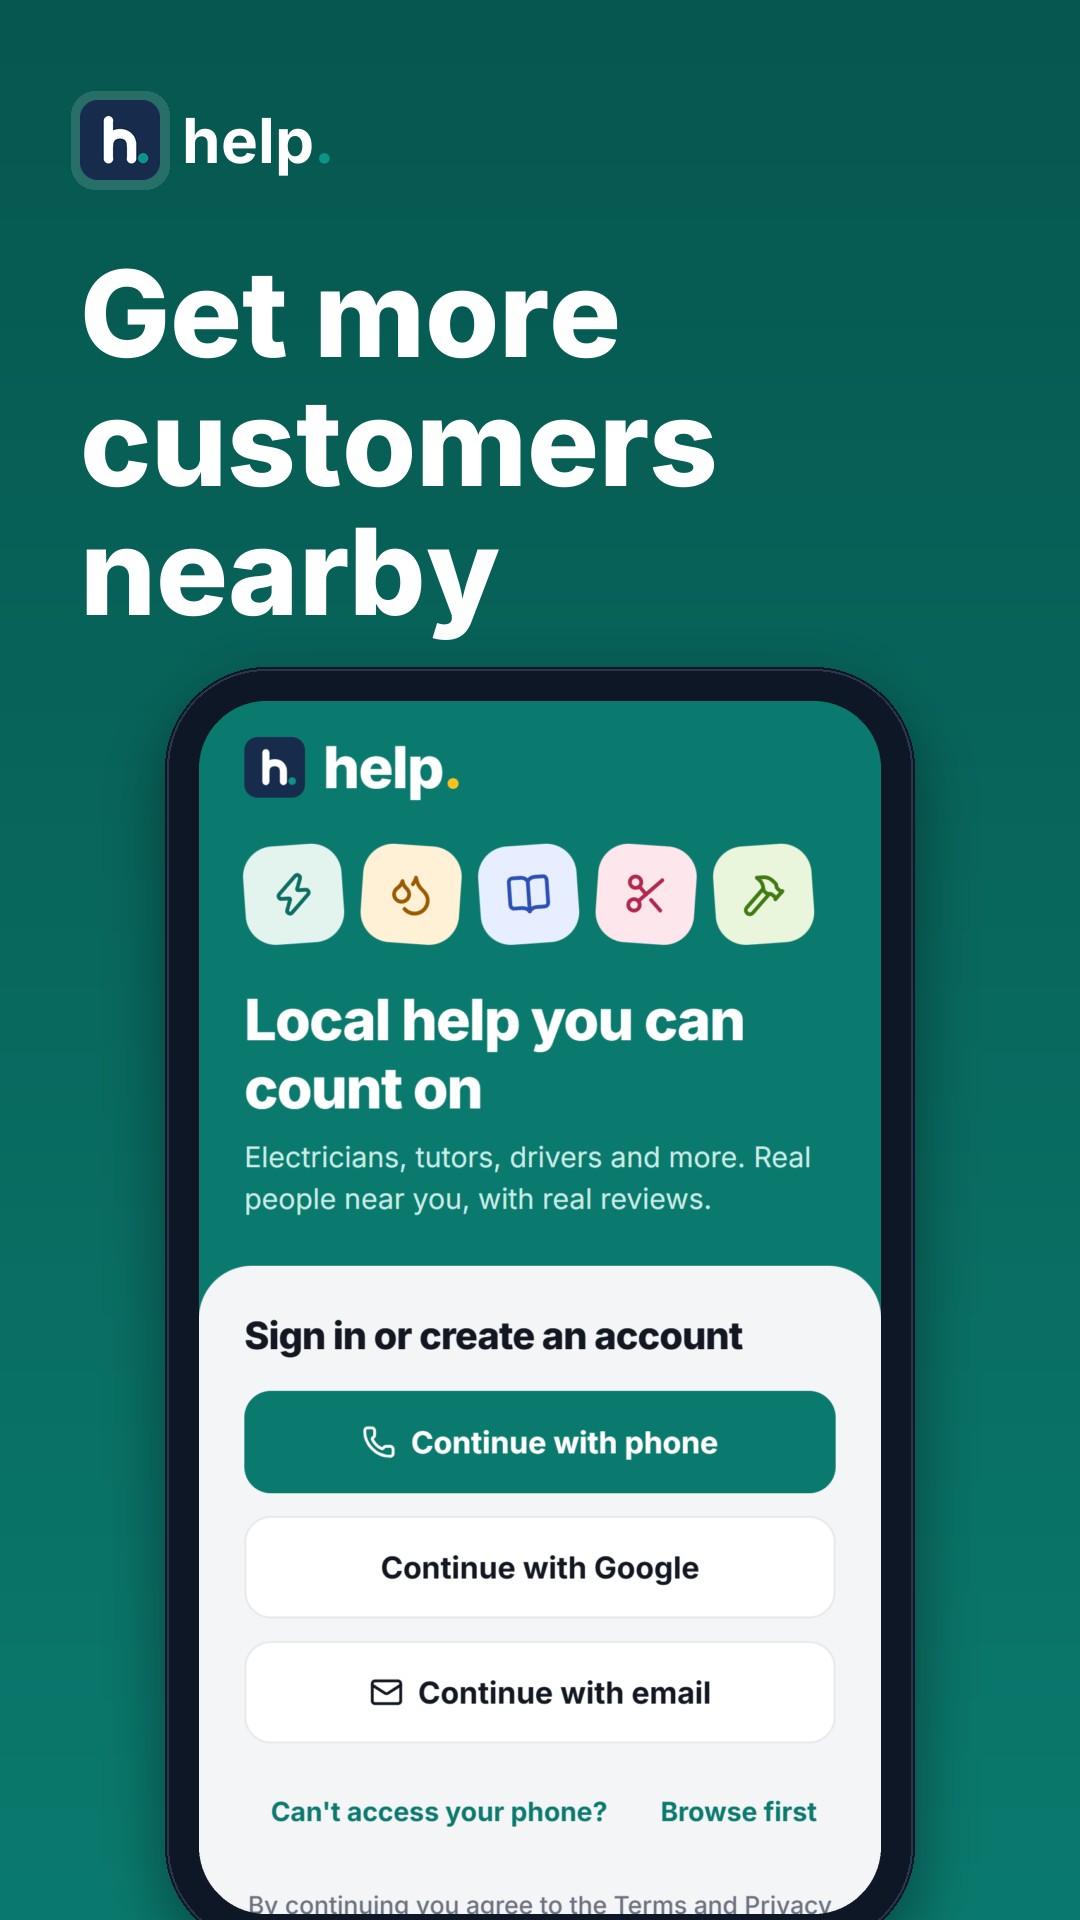 h. help.
Get more
customers
nearby
h. help.
Local help you can
count on
Electricians, tutors, drivers and more. Real
people near you, with real reviews.
Sign in or create an account
Continue with phone
Continue with Google
Continue with email
Can't access your phone? Browse first
By continuing you agree to the Terms and Privacy